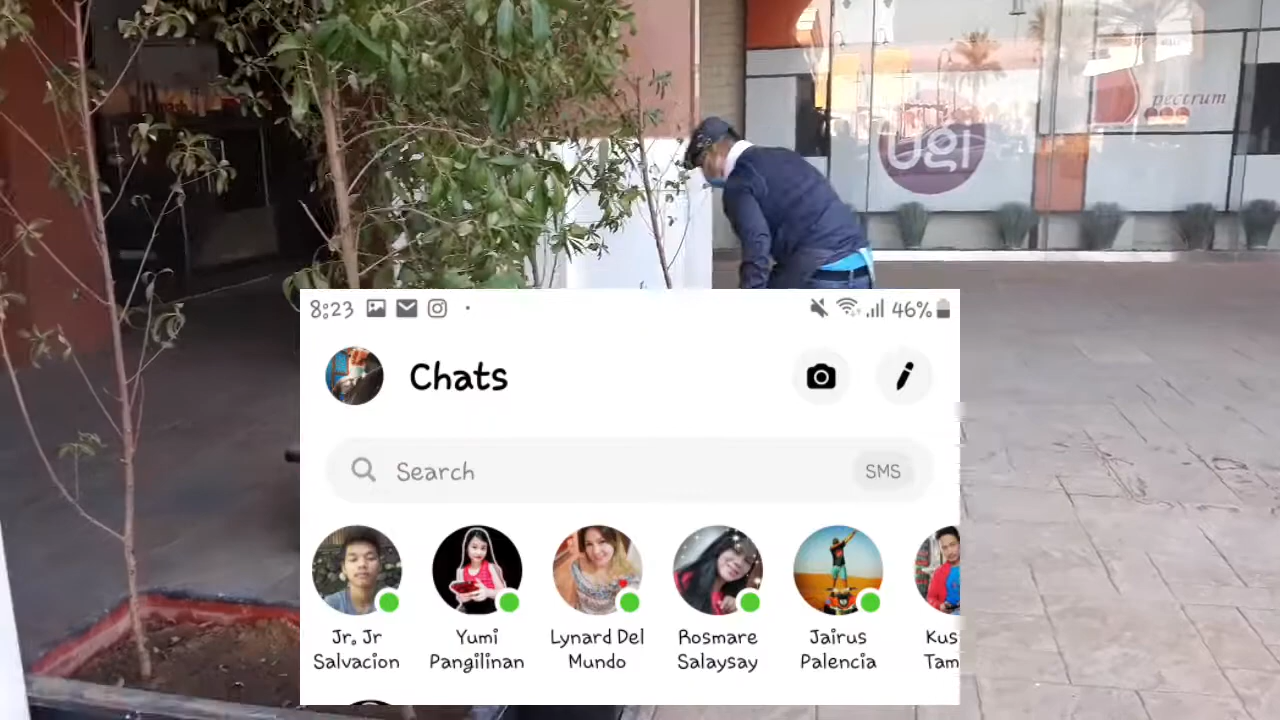 ugi
pectrum
8:23
46%
Chats
Search
SMS
Jr. Jr
Salvacion
Yumi
Pangilinan
Lynard Del
Mundo
Rosmare
Salaysay
Jairus
Palencia
Kus
Tam